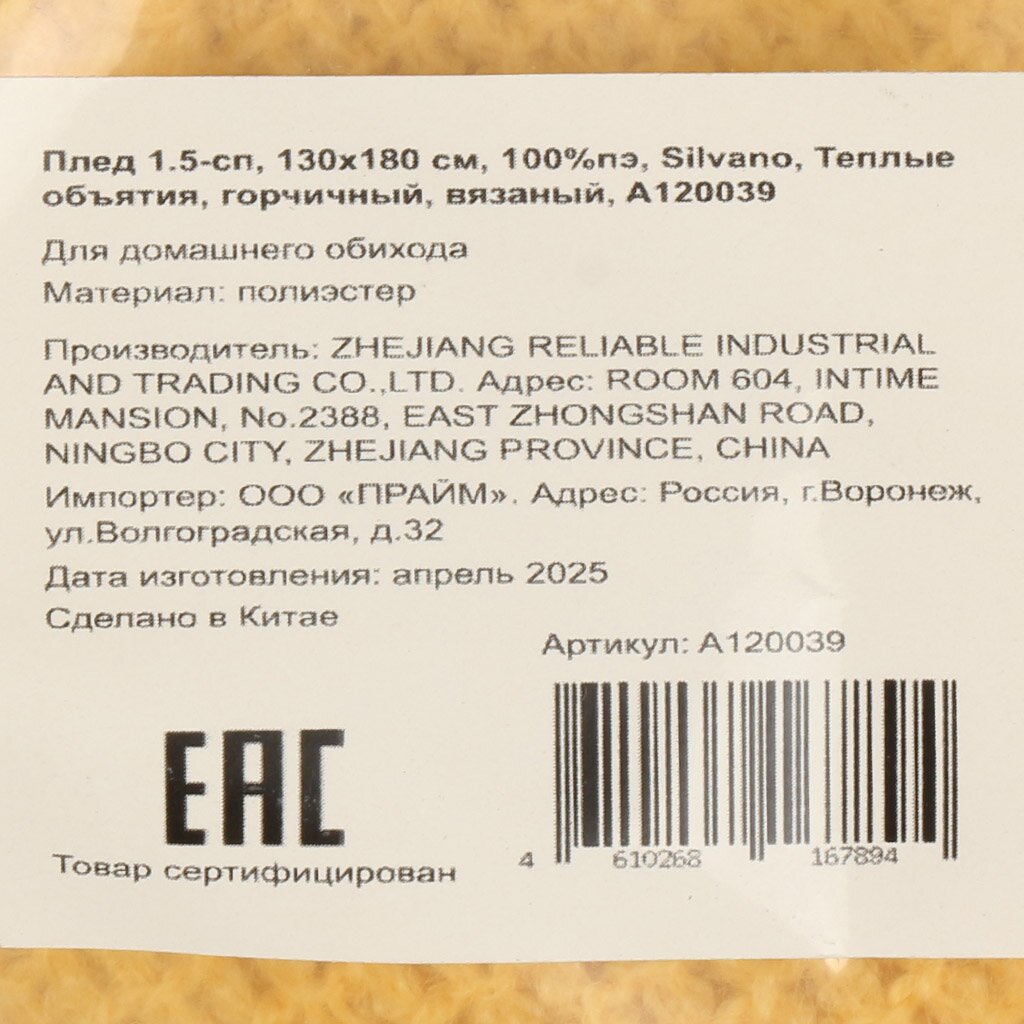 Плед 1.5-сп, 130х180 см, 100%пэ, Silvano, Теплые
объятия, горчичный, вязаный, А120039
Для домашнего обихода
Материал: полиэстер
Производитель: ZHEJIANG RELIABLE INDUSTRIAL
AND TRADING CO.,LTD. Адрес: ROOM 604, INTIME
MANSION, No.2388, EAST ZHONGSHAN ROAD,
NINGBO CITY, ZHEJIANG PROVINCE, CHINA
Импортер: ООО «ПРАЙМ». Адрес: Россия, г.Воронеж,
ул.Волгоградская, д.32
Дата изготовления: апрель 2025
Сделано в Китае
Артикул: А120039
EAC
Товар сертифицирован
4 610268 167894